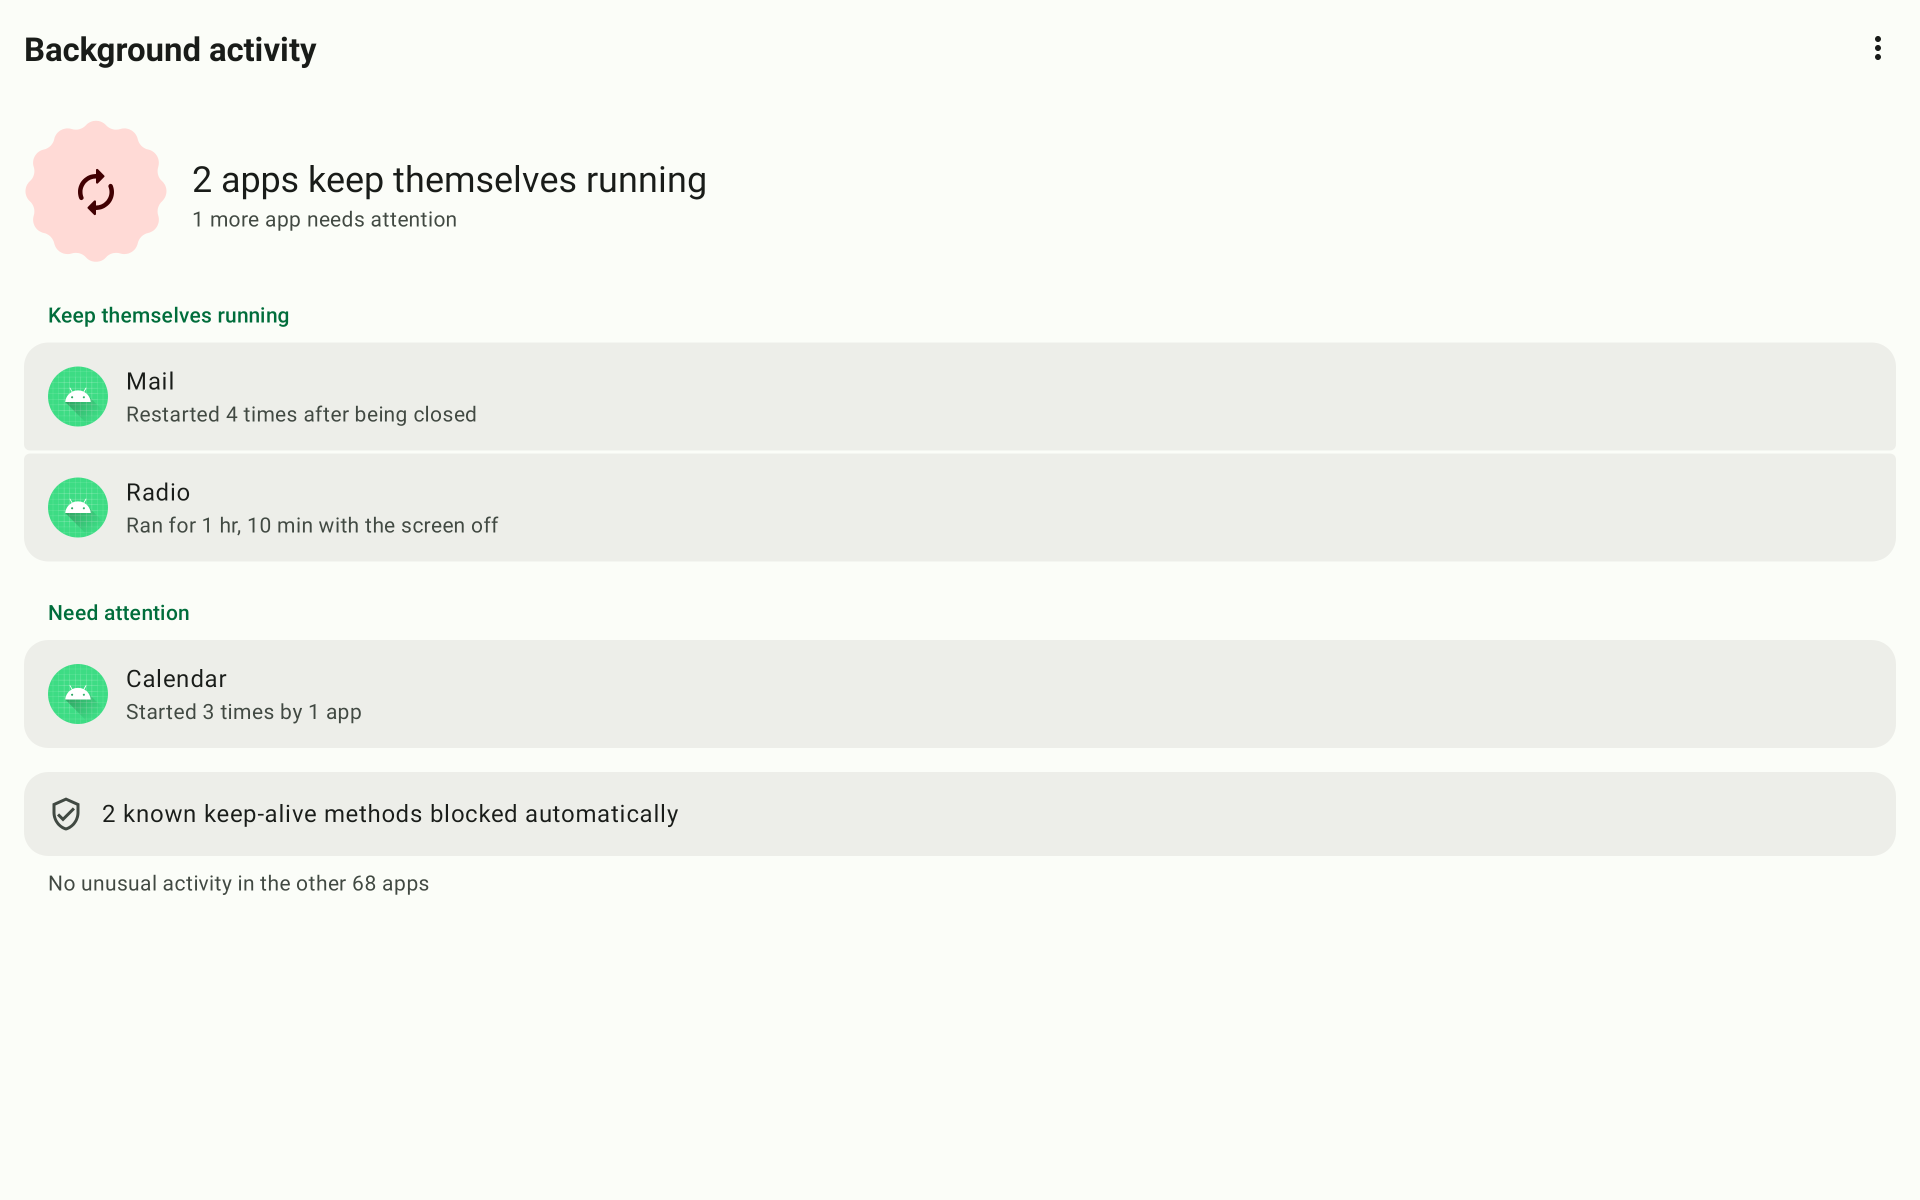 Background activity
2 apps keep themselves running
1 more app needs attention
Keep themselves running
Mail
Restarted 4 times after being closed
Radio
Ran for 1 hr, 10 min with the screen off
Need attention
Calendar
Started 3 times by 1 app
2 known keep-alive methods blocked automatically
No unusual activity in the other 68 apps